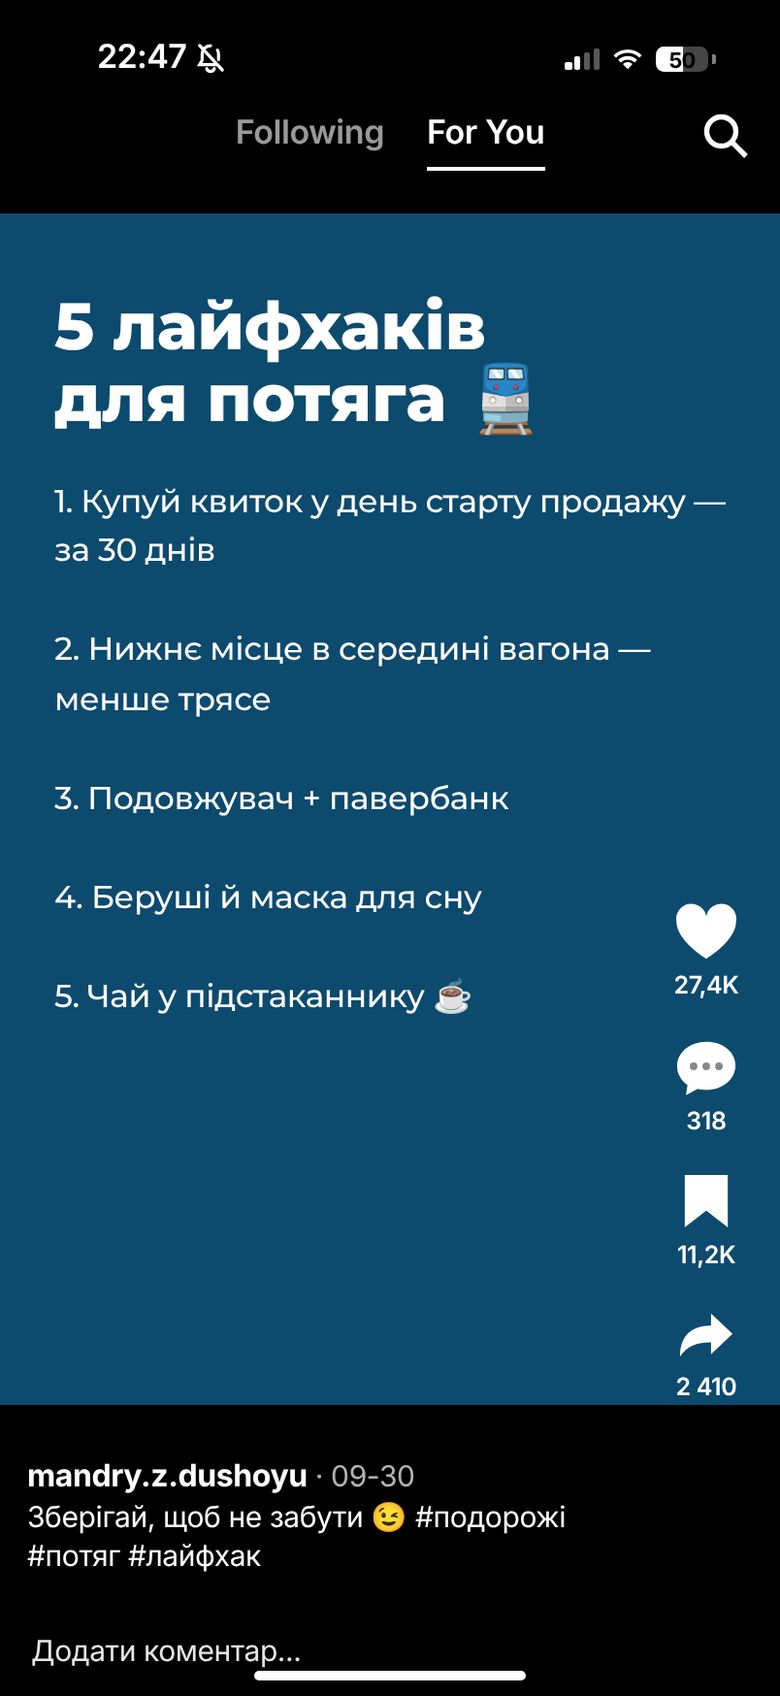 22:47
50
Following For You
5 лайфхаків
для потяга
1. Купуй квиток у день старту продажу —
за 30 днів
2. Нижнє місце в середині вагона —
менше трясе
3. Подовжувач + павербанк
4. Беруші й маска для сну
5. Чай у підстаканнику ☕
27,4K
318
11,2K
2 410
mandry.z.dushoyu · 09-30
Зберігай, щоб не забути 😉 #подорожі
#потяг #лайфхак
Додати коментар...